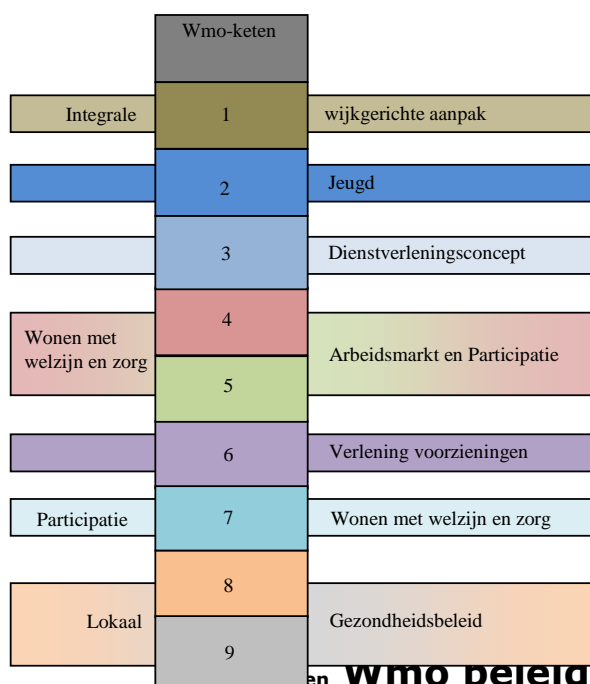 Wmo-keten
Integrale 1 wijkgerichte aanpak
2 Jeugd
3 Dienstverleningsconcept
4
Wonen met
welzijn en zorg
Arbeidsmarkt en Participatie
5
6 Verlening voorzieningen
Participatie 7 Wonen met welzijn en zorg
8
Lokaal Gezondheidsbeleid
9
en Wmo beleid